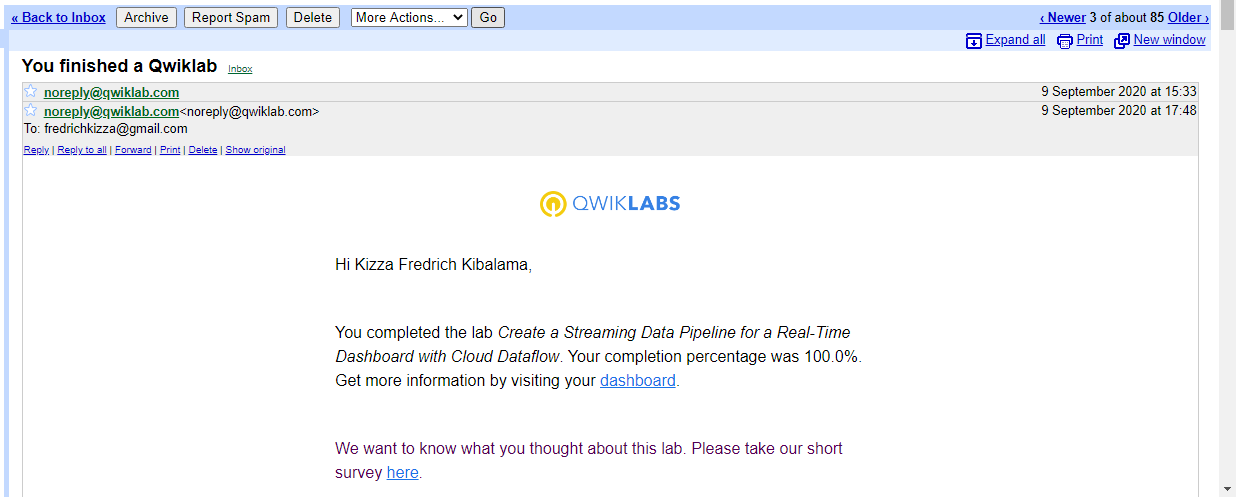 « Back to Inbox Archive Report Spam Delete More Actions... Go ‹ Newer 3 of about 85 Older ›
Expand all Print New window
You finished a Qwiklab Inbox
noreply@qwiklab.com 9 September 2020 at 15:33
noreply@qwiklab.com<noreply@qwiklab.com> 9 September 2020 at 17:48
To: fredrichkizza@gmail.com
Reply | Reply to all | Forward | Print | Delete | Show original
QWIKLABS
Hi Kizza Fredrich Kibalama,
You completed the lab Create a Streaming Data Pipeline for a Real-Time
Dashboard with Cloud Dataflow. Your completion percentage was 100.0%.
Get more information by visiting your dashboard.
We want to know what you thought about this lab. Please take our short
survey here.